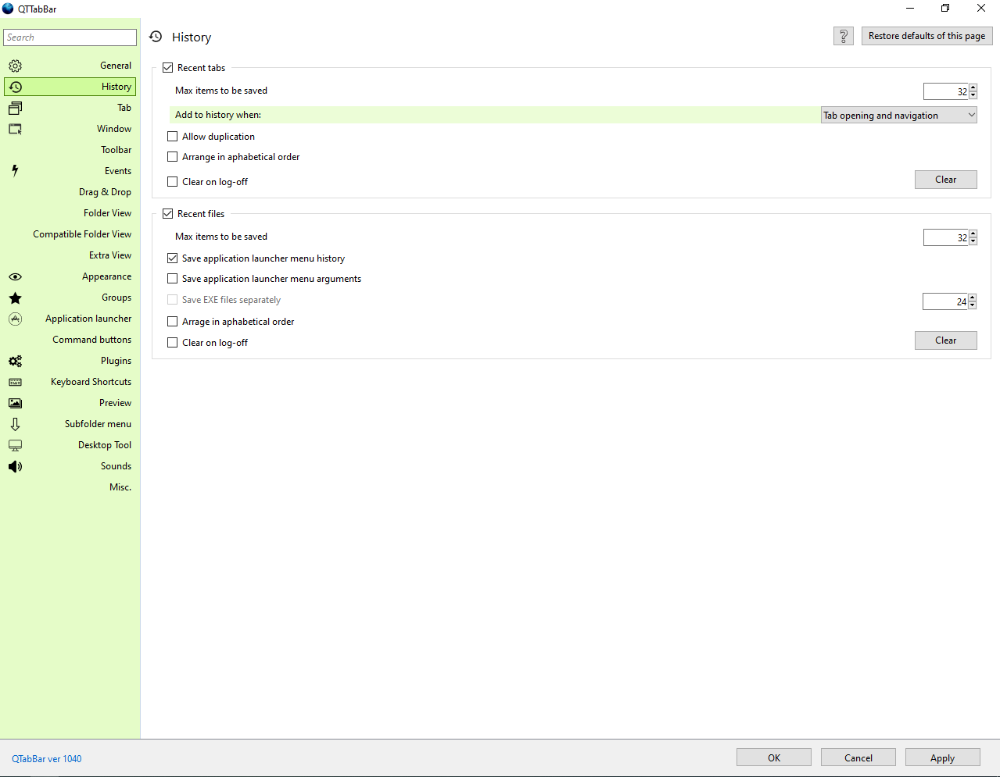 QTTabBar
Search
General
History
Tab
Window
Toolbar
Events
Drag & Drop
Folder View
Compatible Folder View
Extra View
Appearance
Groups
Application launcher
Command buttons
Plugins
Keyboard Shortcuts
Preview
Subfolder menu
Desktop Tool
Sounds
Misc.
History
? Restore defaults of this page
Recent tabs
Max items to be saved 32
Add to history when: Tab opening and navigation
Allow duplication
Arrange in aphabetical order
Clear on log-off Clear
Recent files
Max items to be saved 32
Save application launcher menu history
Save application launcher menu arguments
Save EXE files separately 24
Arrage in aphabetical order
Clear on log-off Clear
QTabBar ver 1040
OK Cancel Apply